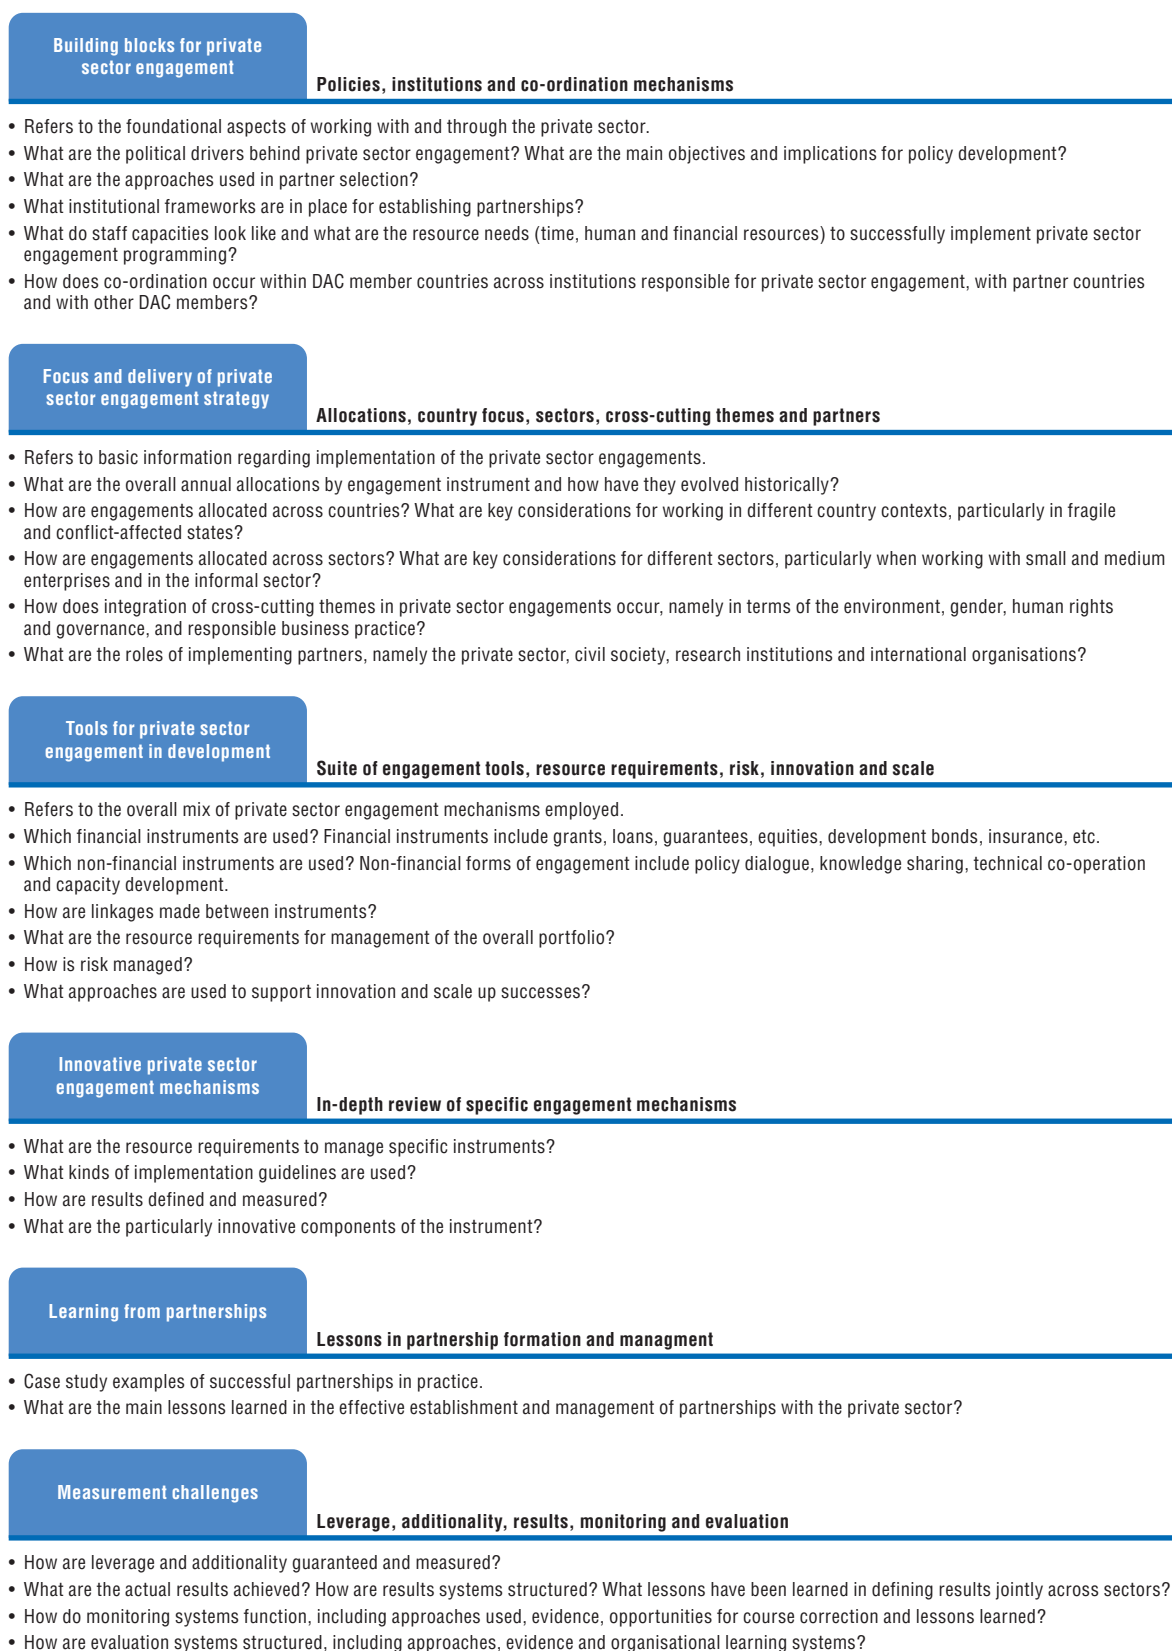 Building blocks for private
sector engagement
Policies, institutions and co-ordination mechanisms
• Refers to the foundational aspects of working with and through the private sector.
• What are the political drivers behind private sector engagement? What are the main objectives and implications for policy development?
• What are the approaches used in partner selection?
• What institutional frameworks are in place for establishing partnerships?
• What do staff capacities look like and what are the resource needs (time, human and financial resources) to successfully implement private sector
engagement programming?
• How does co-ordination occur within DAC member countries across institutions responsible for private sector engagement, with partner countries
and with other DAC members?
Focus and delivery of private
sector engagement strategy
Allocations, country focus, sectors, cross-cutting themes and partners
• Refers to basic information regarding implementation of the private sector engagements.
• What are the overall annual allocations by engagement instrument and how have they evolved historically?
• How are engagements allocated across countries? What are key considerations for working in different country contexts, particularly in fragile
and conflict-affected states?
• How are engagements allocated across sectors? What are key considerations for different sectors, particularly when working with small and medium
enterprises and in the informal sector?
• How does integration of cross-cutting themes in private sector engagements occur, namely in terms of the environment, gender, human rights
and governance, and responsible business practice?
• What are the roles of implementing partners, namely the private sector, civil society, research institutions and international organisations?
Tools for private sector
engagement in development
Suite of engagement tools, resource requirements, risk, innovation and scale
• Refers to the overall mix of private sector engagement mechanisms employed.
• Which financial instruments are used? Financial instruments include grants, loans, guarantees, equities, development bonds, insurance, etc.
• Which non-financial instruments are used? Non-financial forms of engagement include policy dialogue, knowledge sharing, technical co-operation
and capacity development.
• How are linkages made between instruments?
• What are the resource requirements for management of the overall portfolio?
• How is risk managed?
• What approaches are used to support innovation and scale up successes?
Innovative private sector
engagement mechanisms
In-depth review of specific engagement mechanisms
• What are the resource requirements to manage specific instruments?
• What kinds of implementation guidelines are used?
• How are results defined and measured?
• What are the particularly innovative components of the instrument?
Learning from partnerships
Lessons in partnership formation and managment
• Case study examples of successful partnerships in practice.
• What are the main lessons learned in the effective establishment and management of partnerships with the private sector?
Measurement challenges
Leverage, additionality, results, monitoring and evaluation
• How are leverage and additionality guaranteed and measured?
• What are the actual results achieved? How are results systems structured? What lessons have been learned in defining results jointly across sectors?
• How do monitoring systems function, including approaches used, evidence, opportunities for course correction and lessons learned?
• How are evaluation systems structured, including approaches, evidence and organisational learning systems?